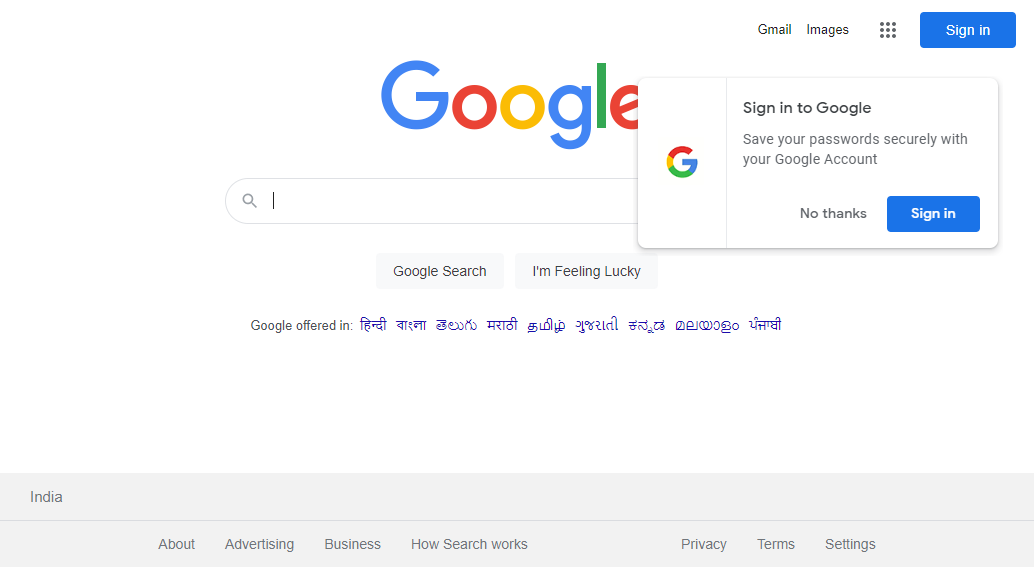 Gmail Images Sign in
Google
Sign in to Google
Save your passwords securely with
your Google Account
No thanks Sign in
Google Search I'm Feeling Lucky
Google offered in: हिन्दी বাংলা తెలుగు मराठी தமிழ் ગુજરાતી ಕನ್ನಡ മലയാളം ਪੰਜਾਬੀ
India
About Advertising Business How Search works Privacy Terms Settings